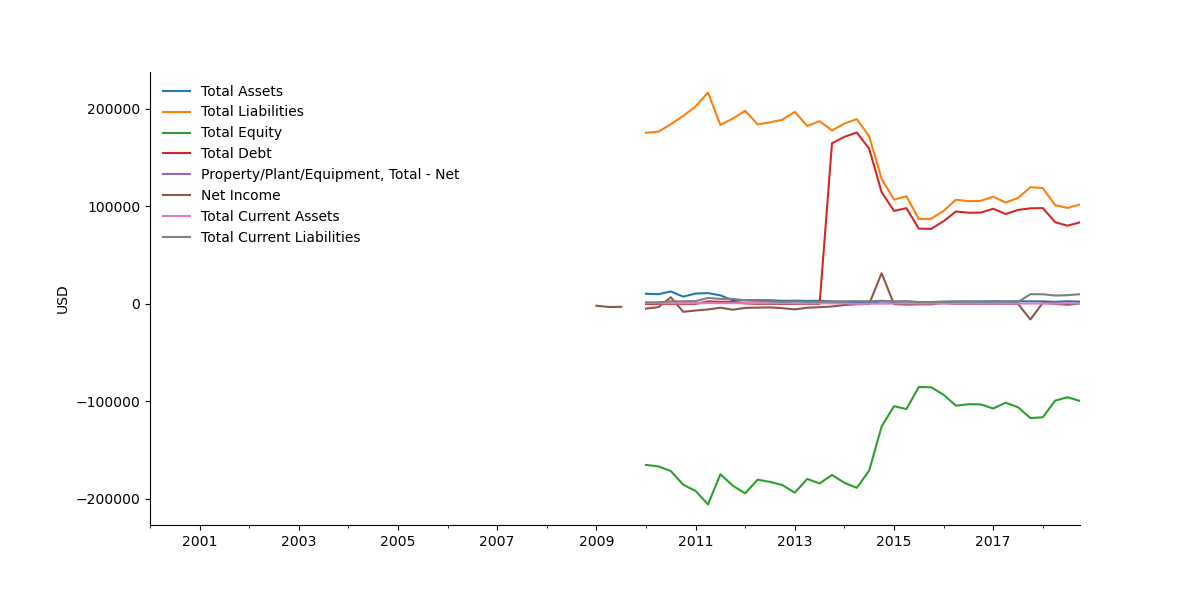 200000
100000
0
−100000
−200000
USD
Total Assets
Total Liabilities
Total Equity
Total Debt
Property/Plant/Equipment, Total - Net
Net Income
Total Current Assets
Total Current Liabilities
2001 2003 2005 2007 2009 2011 2013 2015 2017